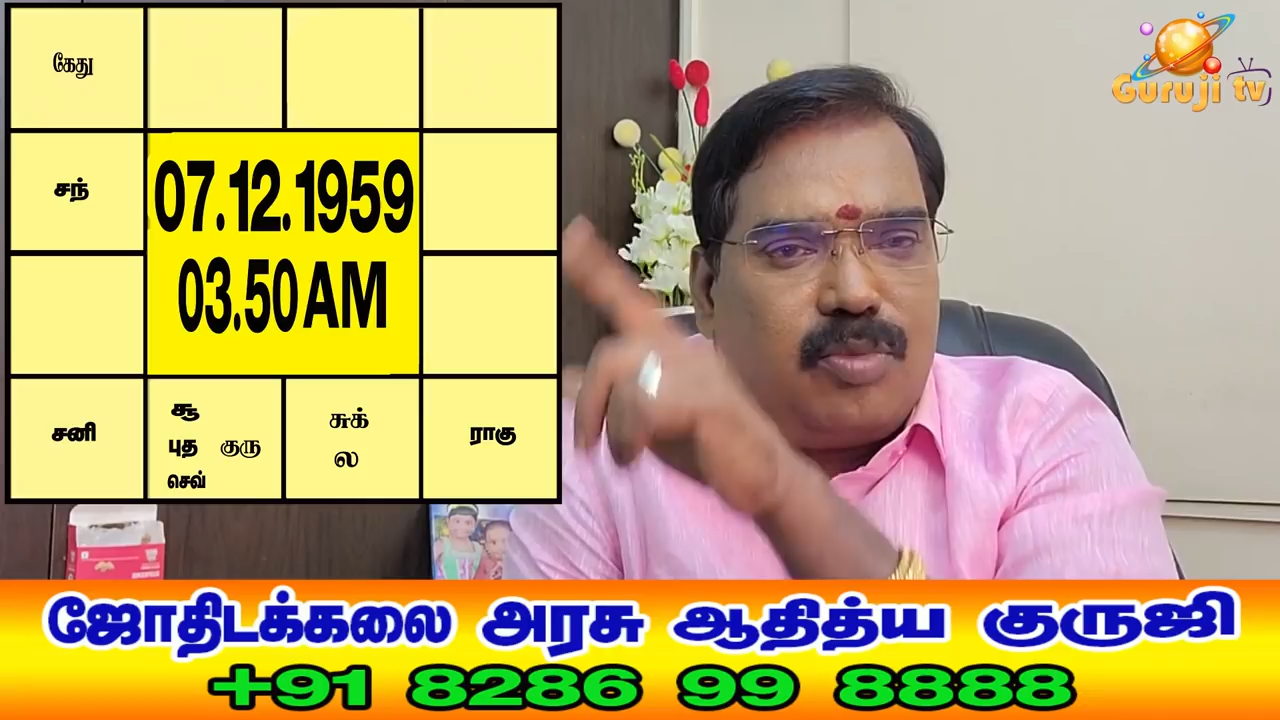 கேது
Guruji tv
சந்
07.12.1959
03.50 AM
சனி
சூ
புத குரு
செவ்
சுக்
ல
ராகு
ஜோதிடக்கலை அரசு ஆதித்ய குருஜி
+91 8286 99 8888